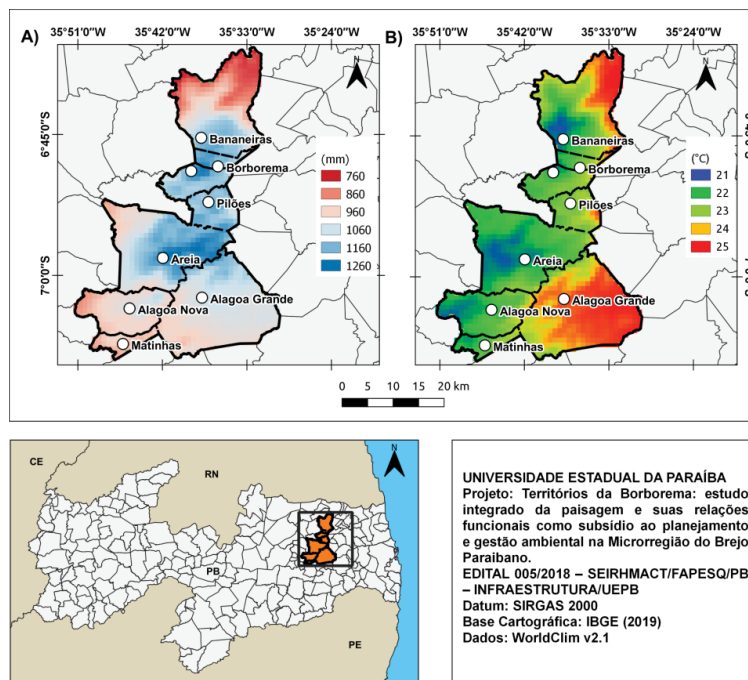 A)
35°51'0"W 35°42'0"W 35°33'0"W 35°24'0"W
N
6°45'0"S
7°0'0"S
(mm)
760
860
960
1060
1160
1260
Bananeiras
Borborema
Pilões
Areia
Alagoa Grande
Alagoa Nova
Matinhas
B)
35°51'0"W 35°42'0"W 35°33'0"W 35°24'0"W
N
(°C)
21
22
23
24
25
Bananeiras
Borborema
Pilões
Areia
Alagoa Grande
Alagoa Nova
Matinhas
0 5 10 15 20 km
CE
RN
PB
PE
N
UNIVERSIDADE ESTADUAL DA PARAÍBA
Projeto: Territórios da Borborema: estudo
integrado da paisagem e suas relações
funcionais como subsídio ao planejamento
e gestão ambiental na Microrregião do Brejo
Paraibano.
EDITAL 005/2018 – SEIRHMACT/FAPESQ/PB
– INFRAESTRUTURA/UEPB
Datum: SIRGAS 2000
Base Cartográfica: IBGE (2019)
Dados: WorldClim v2.1